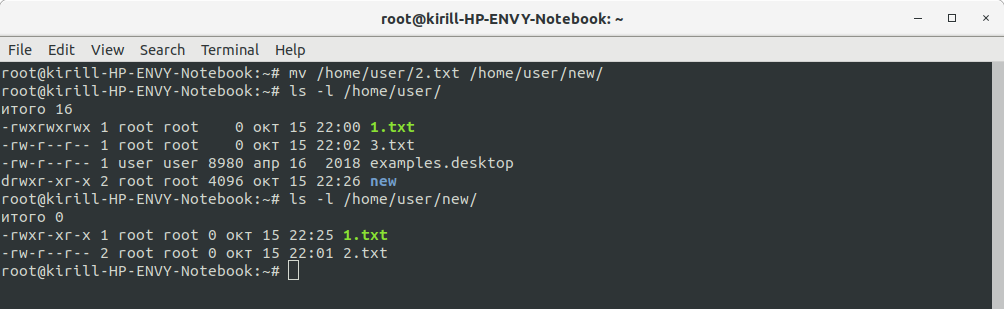 root@kirill-HP-ENVY-Notebook: ~
File Edit View Search Terminal Help
root@kirill-HP-ENVY-Notebook:~# mv /home/user/2.txt /home/user/new/
root@kirill-HP-ENVY-Notebook:~# ls -l /home/user/
итого 16
-rwxrwxrwx 1 root root    0 окт 15 22:00 1.txt
-rw-r--r-- 1 root root    0 окт 15 22:02 3.txt
-rw-r--r-- 1 user user 8980 апр 16  2018 examples.desktop
drwxr-xr-x 2 root root 4096 окт 15 22:26 new
root@kirill-HP-ENVY-Notebook:~# ls -l /home/user/new/
итого 0
-rwxr-xr-x 1 root root 0 окт 15 22:25 1.txt
-rw-r--r-- 2 root root 0 окт 15 22:01 2.txt
root@kirill-HP-ENVY-Notebook:~#